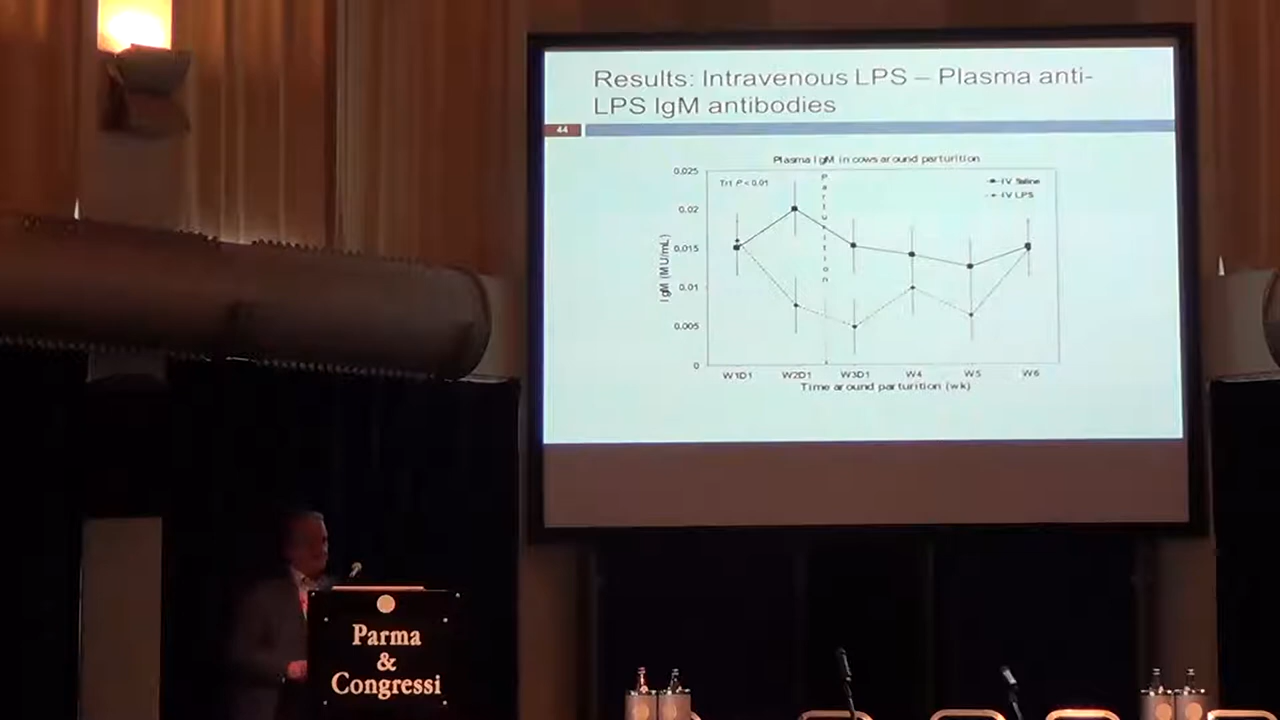 Results: Intravenous LPS – Plasma anti-
LPS IgM antibodies
44
Plasma IgM in cows around parturition
Trt P < 0.01
Parturition
IV Saline
IV LPS
IgM (MU/mL)
0.025
0.02
0.015
0.01
0.005
0
W1D1 W2D1 W3D1 W4 W5 W6
Time around parturition (wk)
Parma
&
Congressi